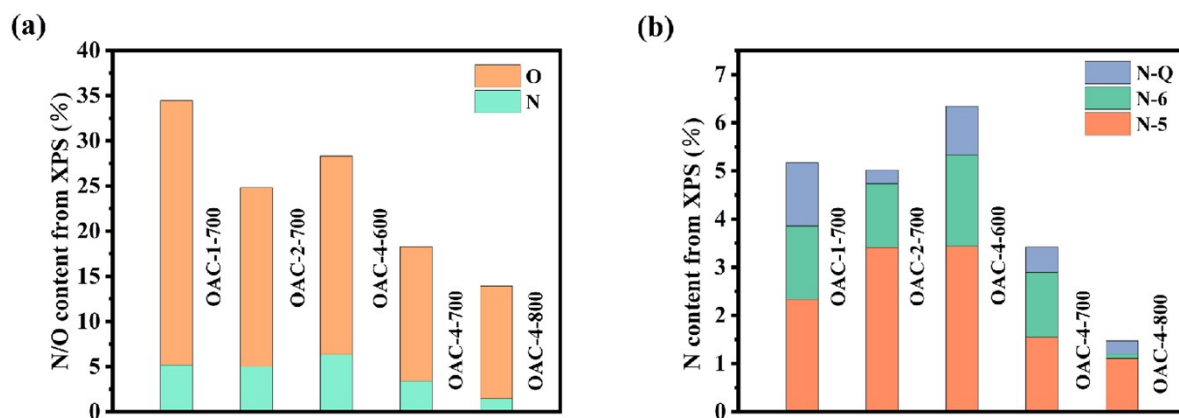 (a)
N/O content from XPS (%)
40
35
30
25
20
15
10
5
0
O
N
OAC-1-700
OAC-2-700
OAC-4-600
OAC-4-700
OAC-4-800
(b)
N content from XPS (%)
7
6
5
4
3
2
1
0
N-Q
N-6
N-5
OAC-1-700
OAC-2-700
OAC-4-600
OAC-4-700
OAC-4-800